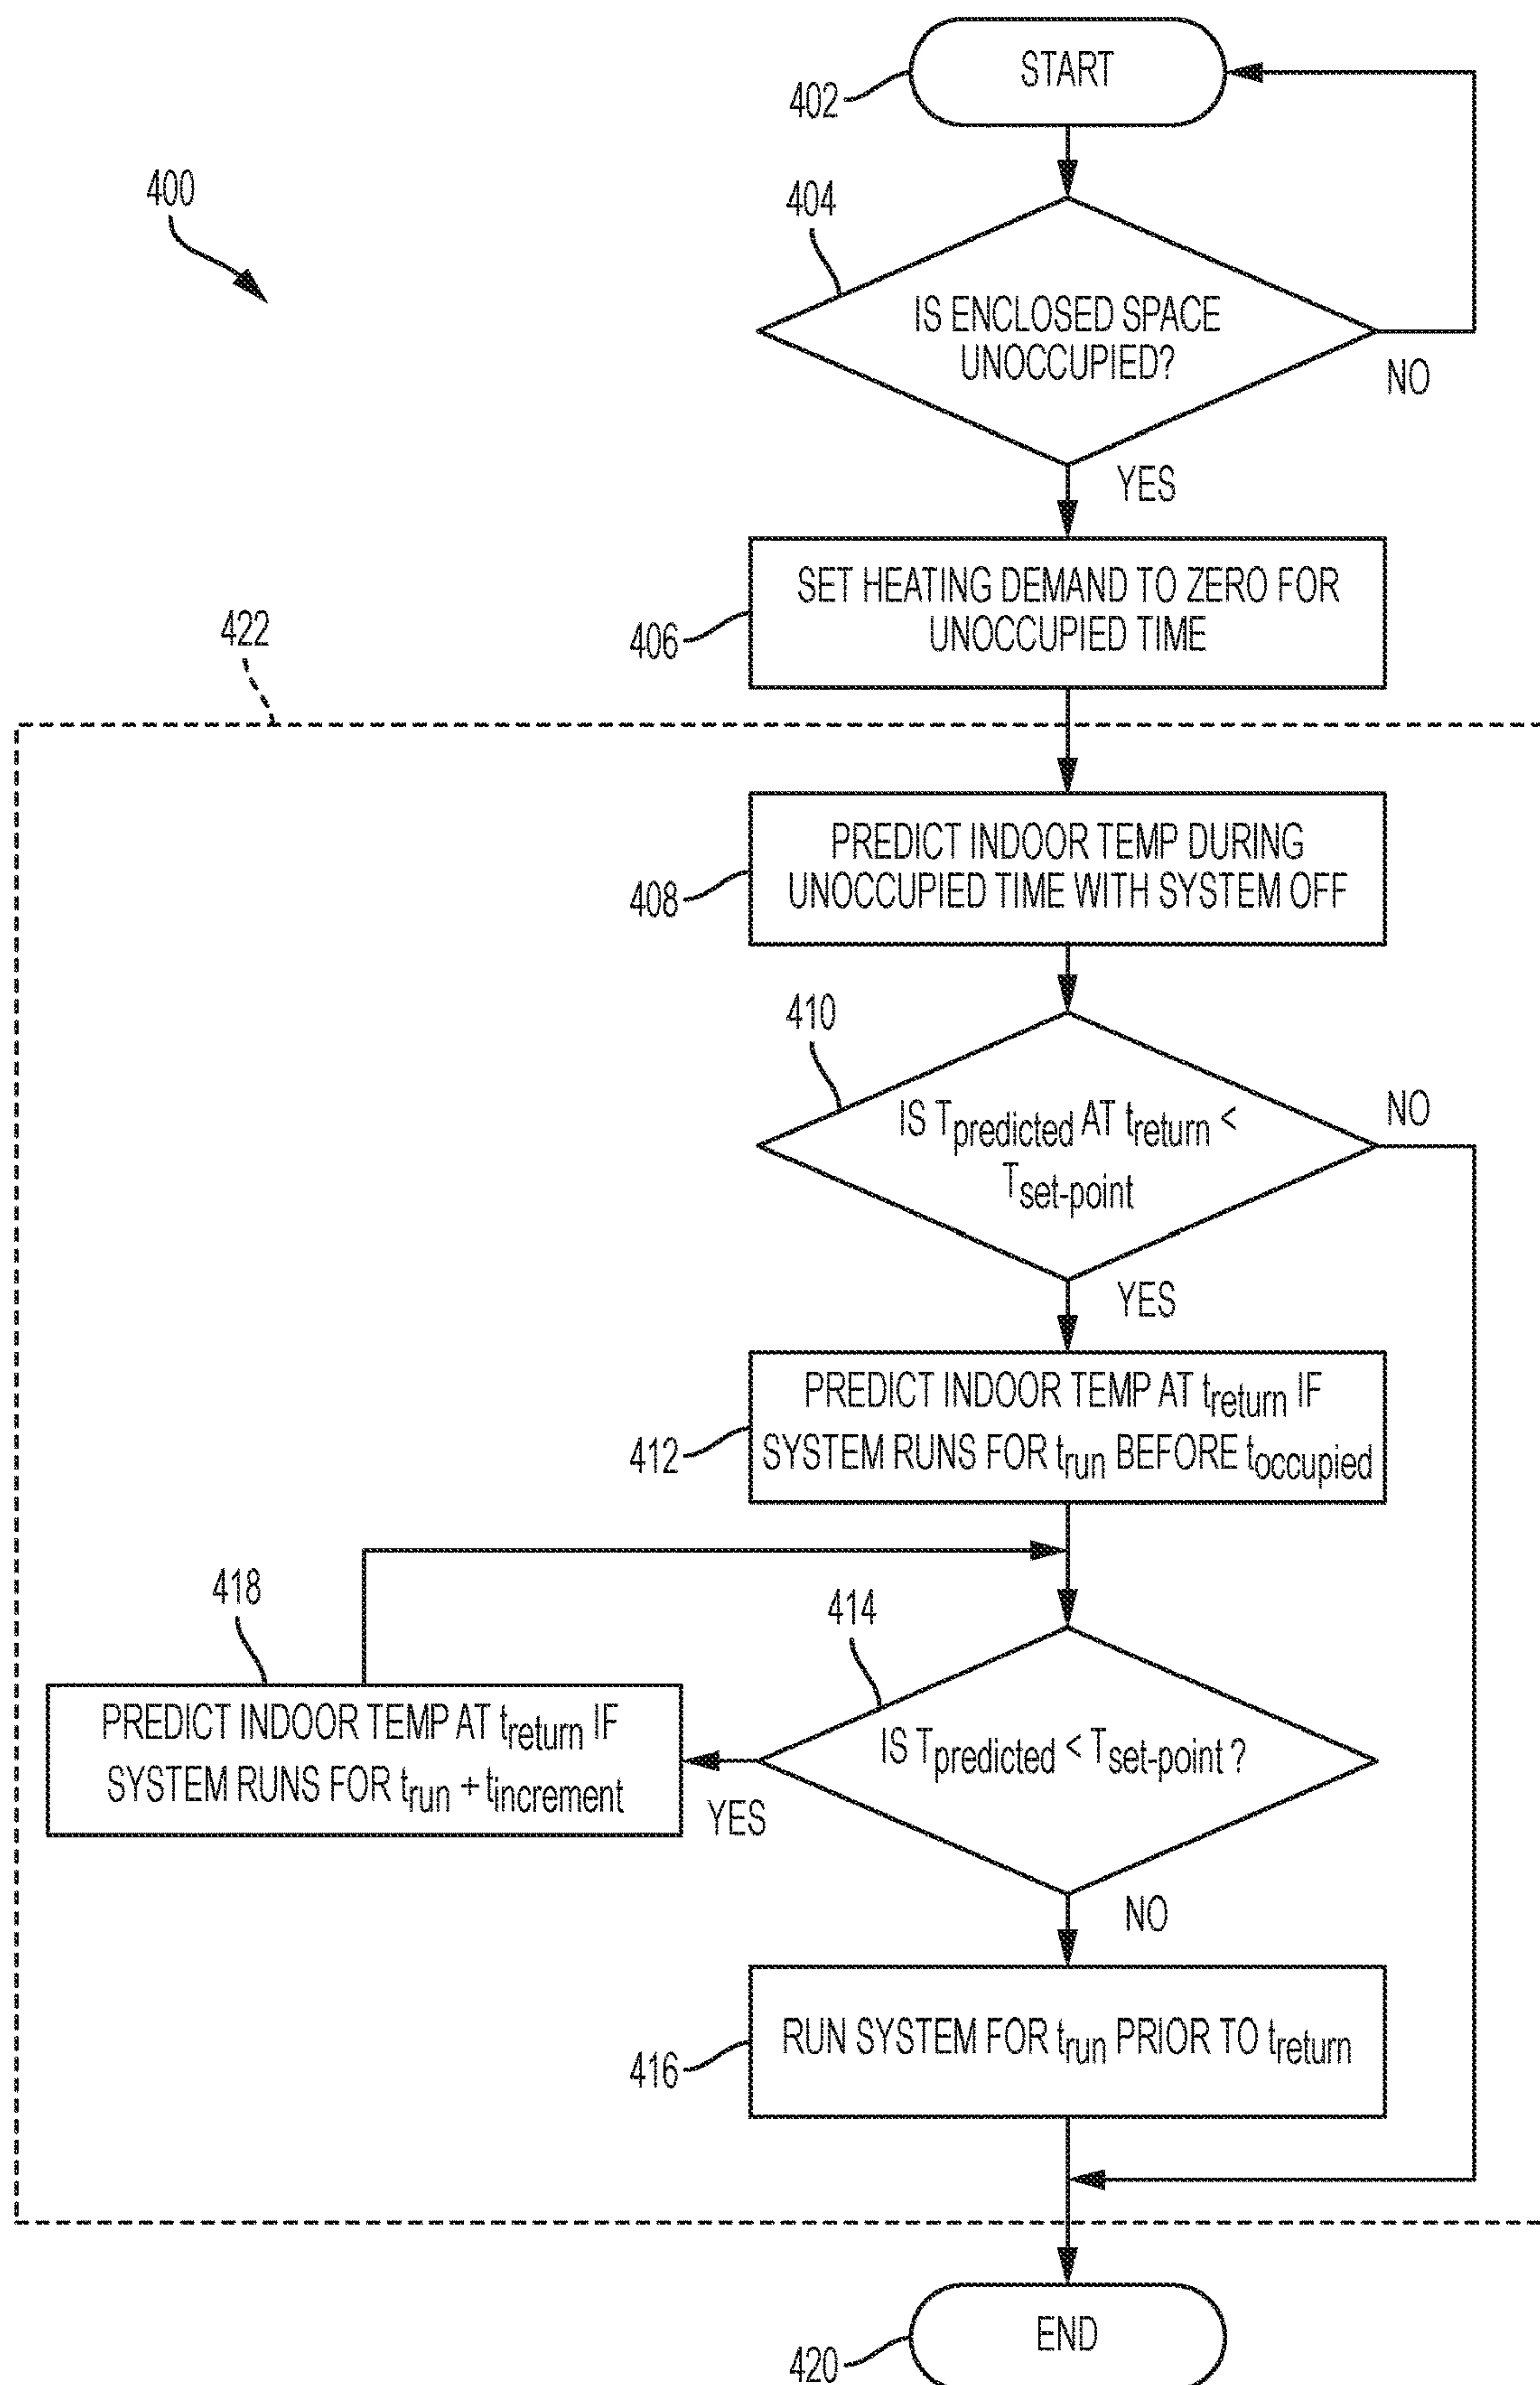 START
402
400
404
IS ENCLOSED SPACE
UNOCCUPIED?
NO
YES
SET HEATING DEMAND TO ZERO FOR
UNOCCUPIED TIME
406
422
PREDICT INDOOR TEMP DURING
UNOCCUPIED TIME WITH SYSTEM OFF
408
410
IS Tpredicted AT treturn <
Tset-point
NO
YES
PREDICT INDOOR TEMP AT treturn IF
SYSTEM RUNS FOR trun BEFORE toccupied
412
418
414
PREDICT INDOOR TEMP AT treturn IF
SYSTEM RUNS FOR trun + tincrement
IS Tpredicted < Tset-point ?
YES
NO
RUN SYSTEM FOR trun PRIOR TO treturn
416
END
420